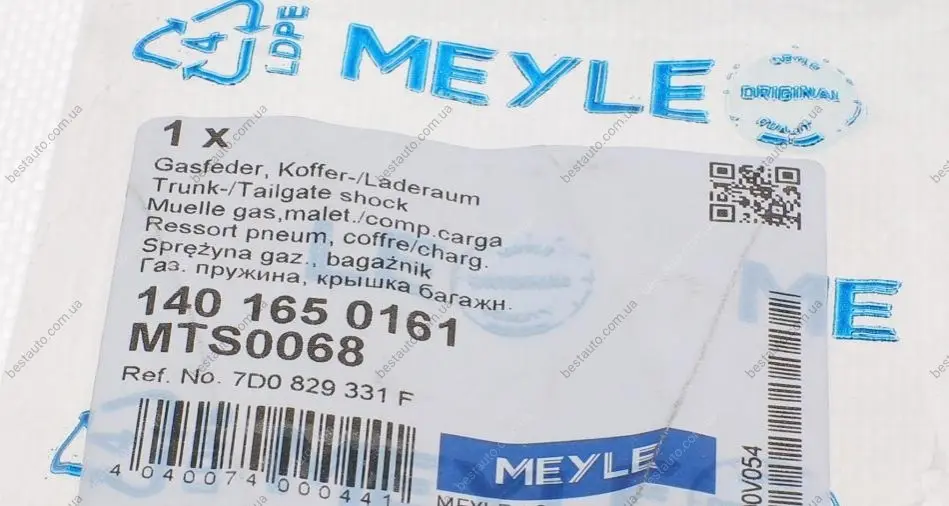 4
LDPE
MEYLE
ORIGINAL
1 x
Gasfeder, Koffer-/Laderaum
Trunk-/Tailgate shock
Muelle gas,malet./comp.carga
Ressort pneum, coffre/charg.
Sprężyna gaz., bagażnik
Газ. пружина, крышка багажн.
140 165 0161
MTS0068
Ref. No. 7D0 829 331 F
4 040074 000441
MEYLE
bestauto.com.ua